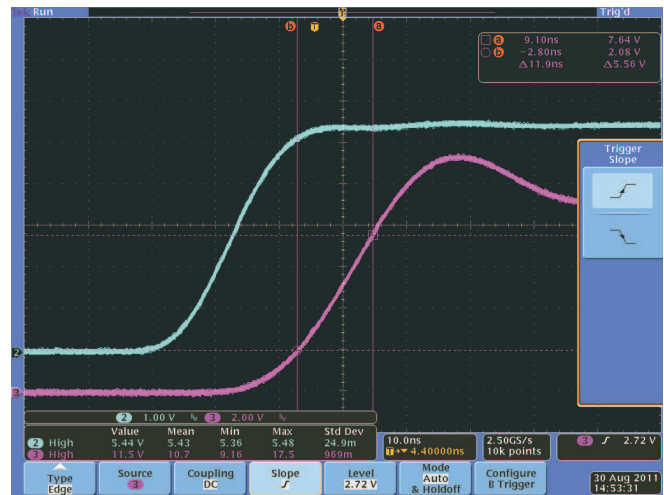 Run
Trig'd
T
b
T
a
a 9.10ns 7.64 V
b −2.80ns 2.08 V
Δ11.9ns Δ5.56 V
Trigger
Slope
2
3
2 1.00 V 3 2.00 V
Value Mean Min Max Std Dev
2 High 5.44 V 5.43 5.36 5.48 24.9m
3 High 11.5 V 10.7 9.16 17.5 969m
10.0ns
T→▾ 4.40000ns
2.50GS/s
10k points
3 2.72 V
Type
Edge
Source
3
Coupling
DC
Slope
Level
2.72 V
Mode
Auto
& Holdoff
Configure
B Trigger
30 Aug 2011
14:53:31